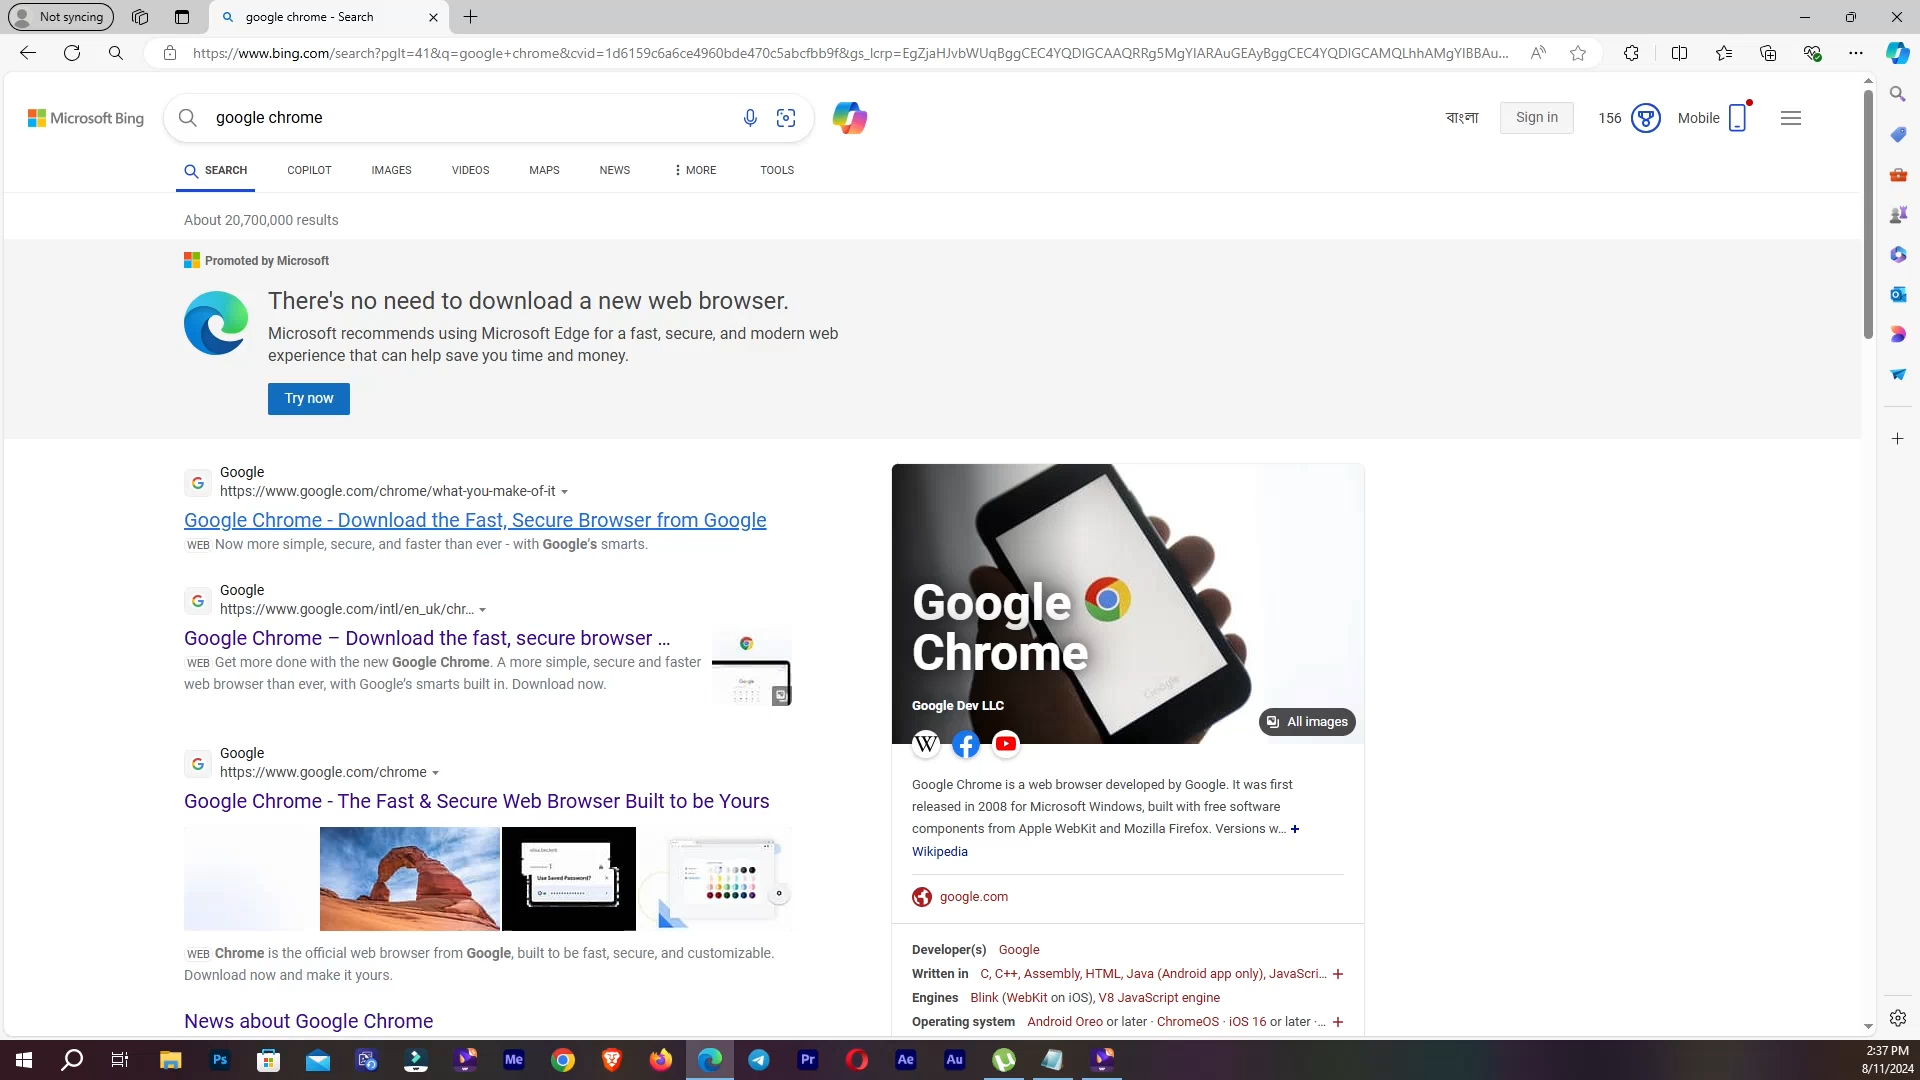 Not syncing
google chrome - Search
https://www.bing.com/search?pglt=41&q=google+chrome&cvid=1d6159c6a6ce4960bde470c5abcfbb9f&gs_lcrp=EgZjaHJvbWUqBggCEC4YQDIGCAAQRRg5MgYIARAuGEAyBggCEC4YQDIGCAMQLhhAMgYIBBAu...
Microsoft Bing
google chrome
বাংলা
Sign in
156
Mobile
SEARCH
COPILOT
IMAGES
VIDEOS
MAPS
NEWS
MORE
TOOLS
About 20,700,000 results
Promoted by Microsoft
There's no need to download a new web browser.
Microsoft recommends using Microsoft Edge for a fast, secure, and modern web
experience that can help save you time and money.
Try now
Google
https://www.google.com/chrome/what-you-make-of-it
Google Chrome - Download the Fast, Secure Browser from Google
WEB Now more simple, secure, and faster than ever - with Google's smarts.
Google
https://www.google.com/intl/en_uk/chr...
Google Chrome – Download the fast, secure browser ...
WEB Get more done with the new Google Chrome. A more simple, secure and faster
web browser than ever, with Google's smarts built in. Download now.
Google
https://www.google.com/chrome
Google Chrome - The Fast & Secure Web Browser Built to be Yours
Use Saved Password?
WEB Chrome is the official web browser from Google, built to be fast, secure, and customizable.
Download now and make it yours.
News about Google Chrome
Google
Chrome
Google Dev LLC
All images
Google Chrome is a web browser developed by Google. It was first
released in 2008 for Microsoft Windows, built with free software
components from Apple WebKit and Mozilla Firefox. Versions w... +
Wikipedia
google.com
Developer(s) Google
Written in C, C++, Assembly, HTML, Java (Android app only), JavaScri... +
Engines Blink (WebKit on iOS), V8 JavaScript engine
Operating system Android Oreo or later · ChromeOS · iOS 16 or later ·... +
Ps
Me
Pr
Ae
Au
2:37 PM
8/11/2024